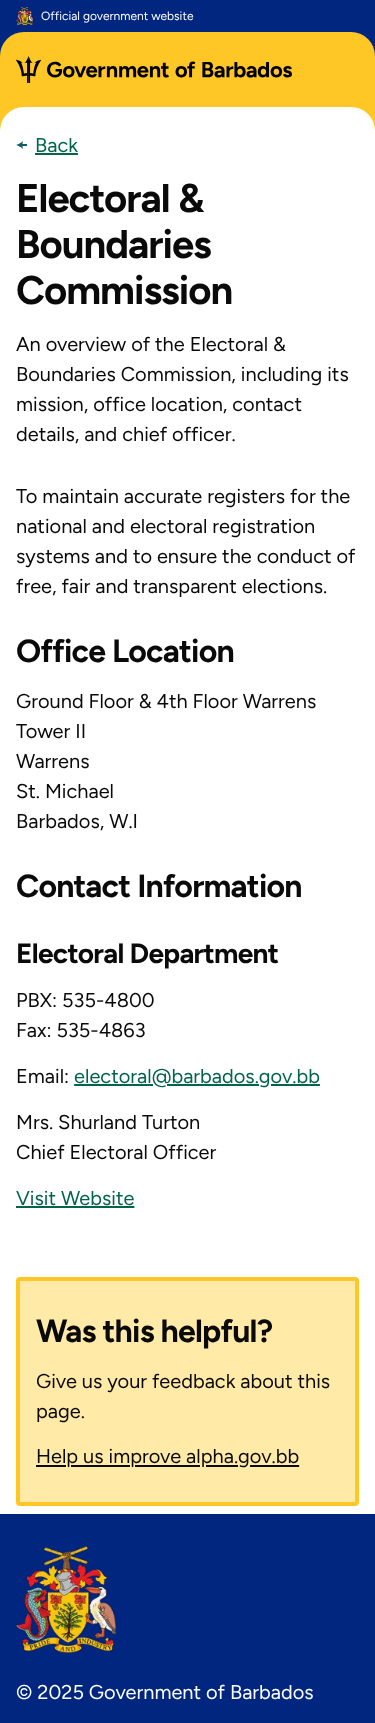 Official government website
Government of Barbados
Back
Electoral &
Boundaries
Commission
An overview of the Electoral &
Boundaries Commission, including its
mission, office location, contact
details, and chief officer.
To maintain accurate registers for the
national and electoral registration
systems and to ensure the conduct of
free, fair and transparent elections.
Office Location
Ground Floor & 4th Floor Warrens
Tower II
Warrens
St. Michael
Barbados, W.I
Contact Information
Electoral Department
PBX: 535-4800
Fax: 535-4863
Email: electoral@barbados.gov.bb
Mrs. Shurland Turton
Chief Electoral Officer
Visit Website
Was this helpful?
Give us your feedback about this
page.
Help us improve alpha.gov.bb
PRIDE AND INDUSTRY
© 2025 Government of Barbados